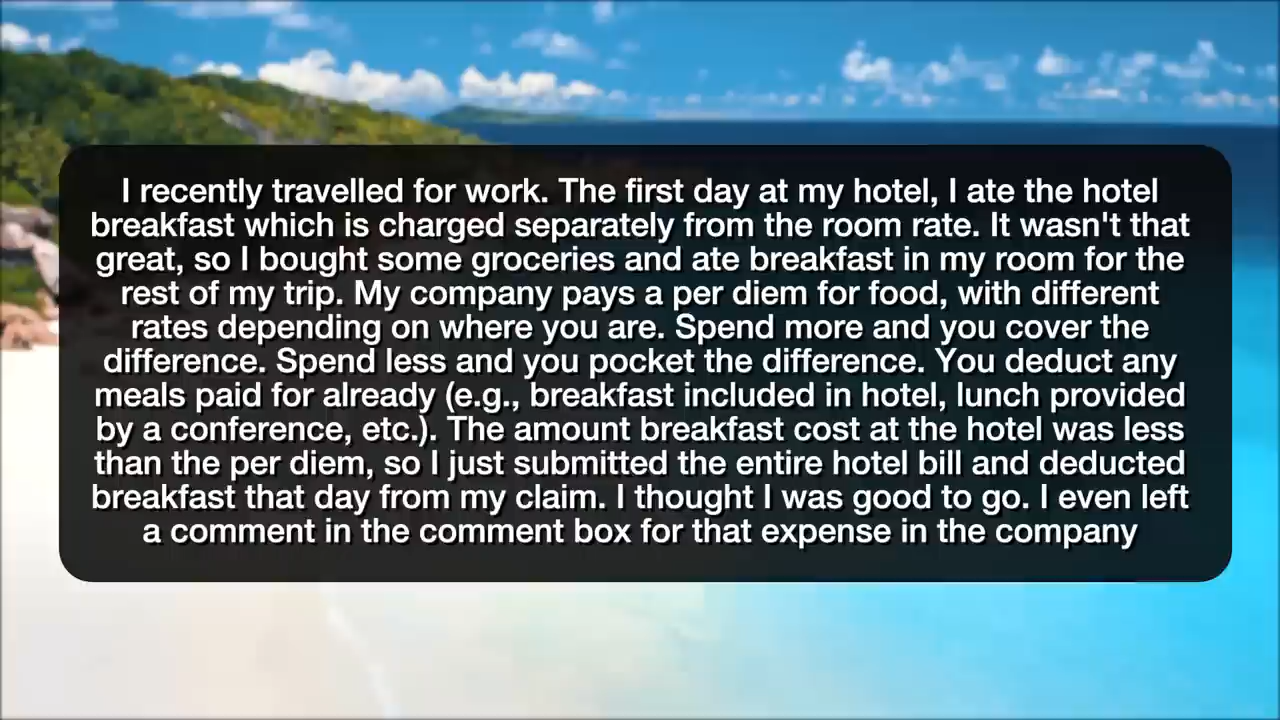 I recently travelled for work. The first day at my hotel, I ate the hotel
breakfast which is charged separately from the room rate. It wasn't that
great, so I bought some groceries and ate breakfast in my room for the
rest of my trip. My company pays a per diem for food, with different
rates depending on where you are. Spend more and you cover the
difference. Spend less and you pocket the difference. You deduct any
meals paid for already (e.g., breakfast included in hotel, lunch provided
by a conference, etc.). The amount breakfast cost at the hotel was less
than the per diem, so I just submitted the entire hotel bill and deducted
breakfast that day from my claim. I thought I was good to go. I even left
a comment in the comment box for that expense in the company